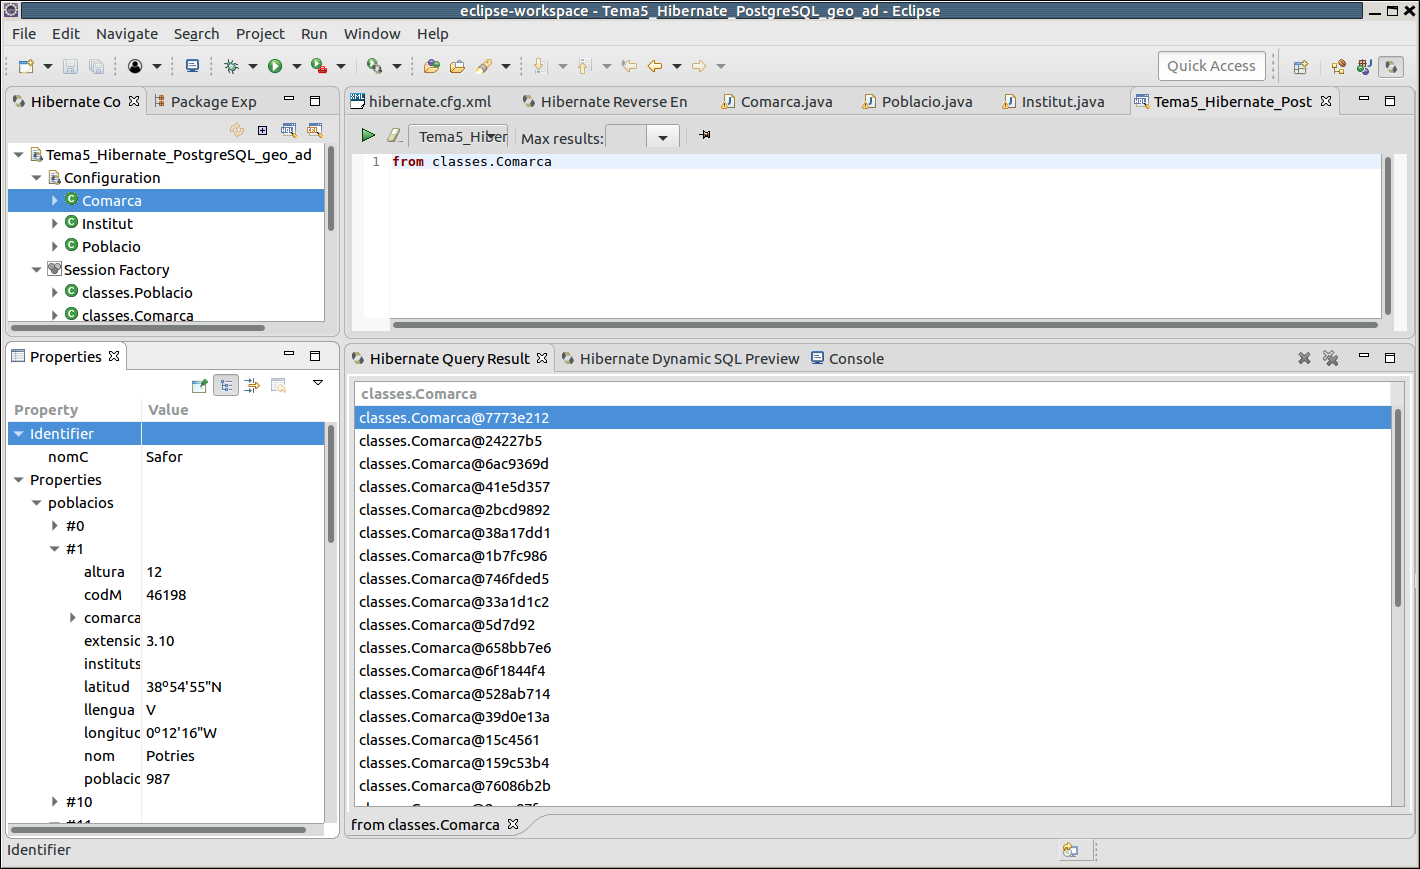 eclipse-workspace - Tema5_Hibernate_PostgreSQL_geo_ad - Eclipse
File Edit Navigate Search Project Run Window Help
Quick Access
Hibernate Co
Package Exp
Tema5_Hibernate_PostgreSQL_geo_ad
Configuration
Comarca
Institut
Poblacio
Session Factory
classes.Poblacio
classes.Comarca
hibernate.cfg.xml
Hibernate Reverse En
Comarca.java
Poblacio.java
Institut.java
Tema5_Hibernate_Post
Tema5_Hiber
Max results:
1 from classes.Comarca
Properties
Property Value
Identifier
nomC Safor
Properties
poblacios
#0
#1
altura 12
codM 46198
comarca
extensio 3.10
instituts
latitud 38º54'55"N
llengua V
longituc 0º12'16"W
nom Potries
poblacio 987
#10
#11
Hibernate Query Result
Hibernate Dynamic SQL Preview
Console
classes.Comarca
classes.Comarca@7773e212
classes.Comarca@24227b5
classes.Comarca@6ac9369d
classes.Comarca@41e5d357
classes.Comarca@2bcd9892
classes.Comarca@38a17dd1
classes.Comarca@1b7fc986
classes.Comarca@746fded5
classes.Comarca@33a1d1c2
classes.Comarca@5d7d92
classes.Comarca@658bb7e6
classes.Comarca@6f1844f4
classes.Comarca@528ab714
classes.Comarca@39d0e13a
classes.Comarca@15c4561
classes.Comarca@159c53b4
classes.Comarca@76086b2b
from classes.Comarca
Identifier